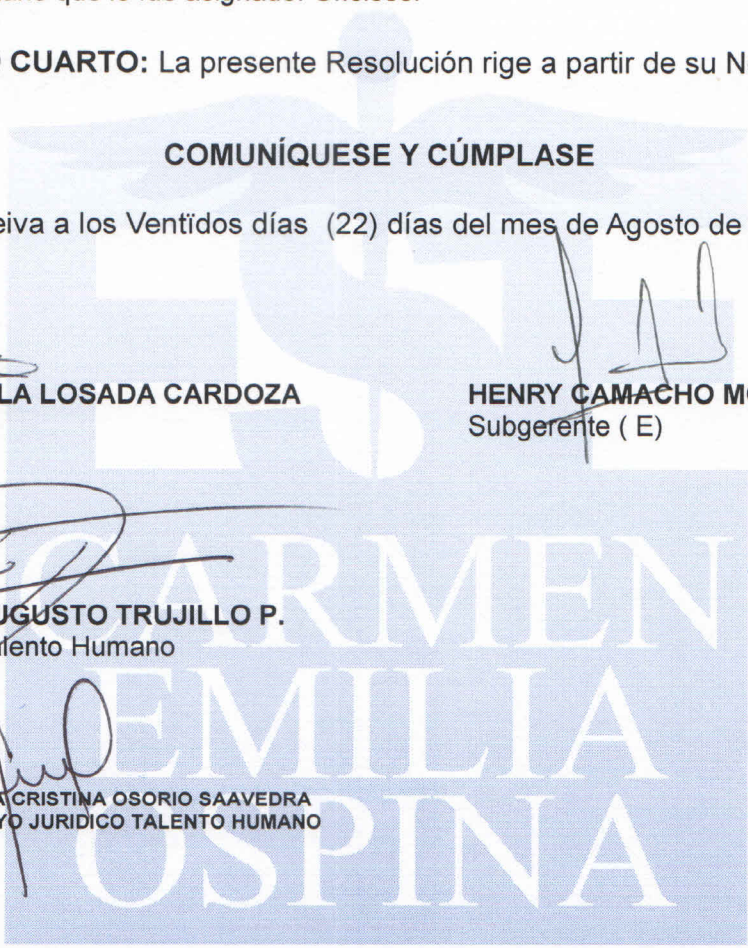 CUARTO: La presente Resolución rige a partir de su
COMUNÍQUESE Y CÚMPLASE
eiva a los Ventïdos días (22) días del mes de Agosto de
LA LOSADA CARDOZA
HENRY CAMACHO
Subgerente ( E)
UGUSTO TRUJILLO P.
lento Humano
CRISTINA OSORIO SAAVEDRA
YO JURIDICO TALENTO HUMANO
ESE
CARMEN
EMILIA
OSPINA